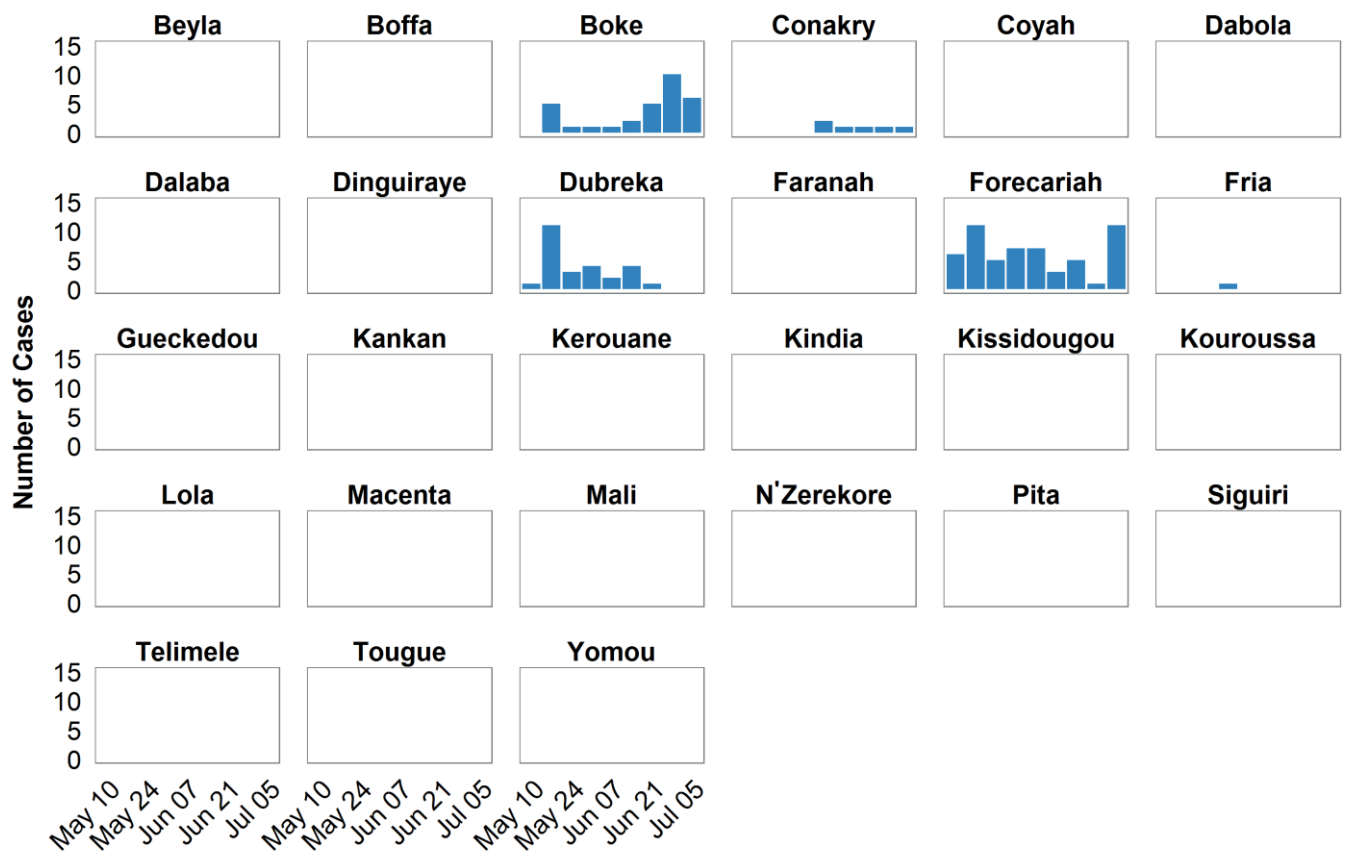 Number of Cases
Beyla Boffa Boke Conakry Coyah Dabola
15
10
5
0
Dalaba Dinguiraye Dubreka Faranah Forecariah Fria
15
10
5
0
Gueckedou Kankan Kerouane Kindia Kissidougou Kouroussa
15
10
5
0
Lola Macenta Mali N'Zerekore Pita Siguiri
15
10
5
0
Telimele Tougue Yomou
15
10
5
0
May 10 May 24 Jun 07 Jun 21 Jul 05 May 10 May 24 Jun 07 Jun 21 Jul 05 May 10 May 24 Jun 07 Jun 21 Jul 05